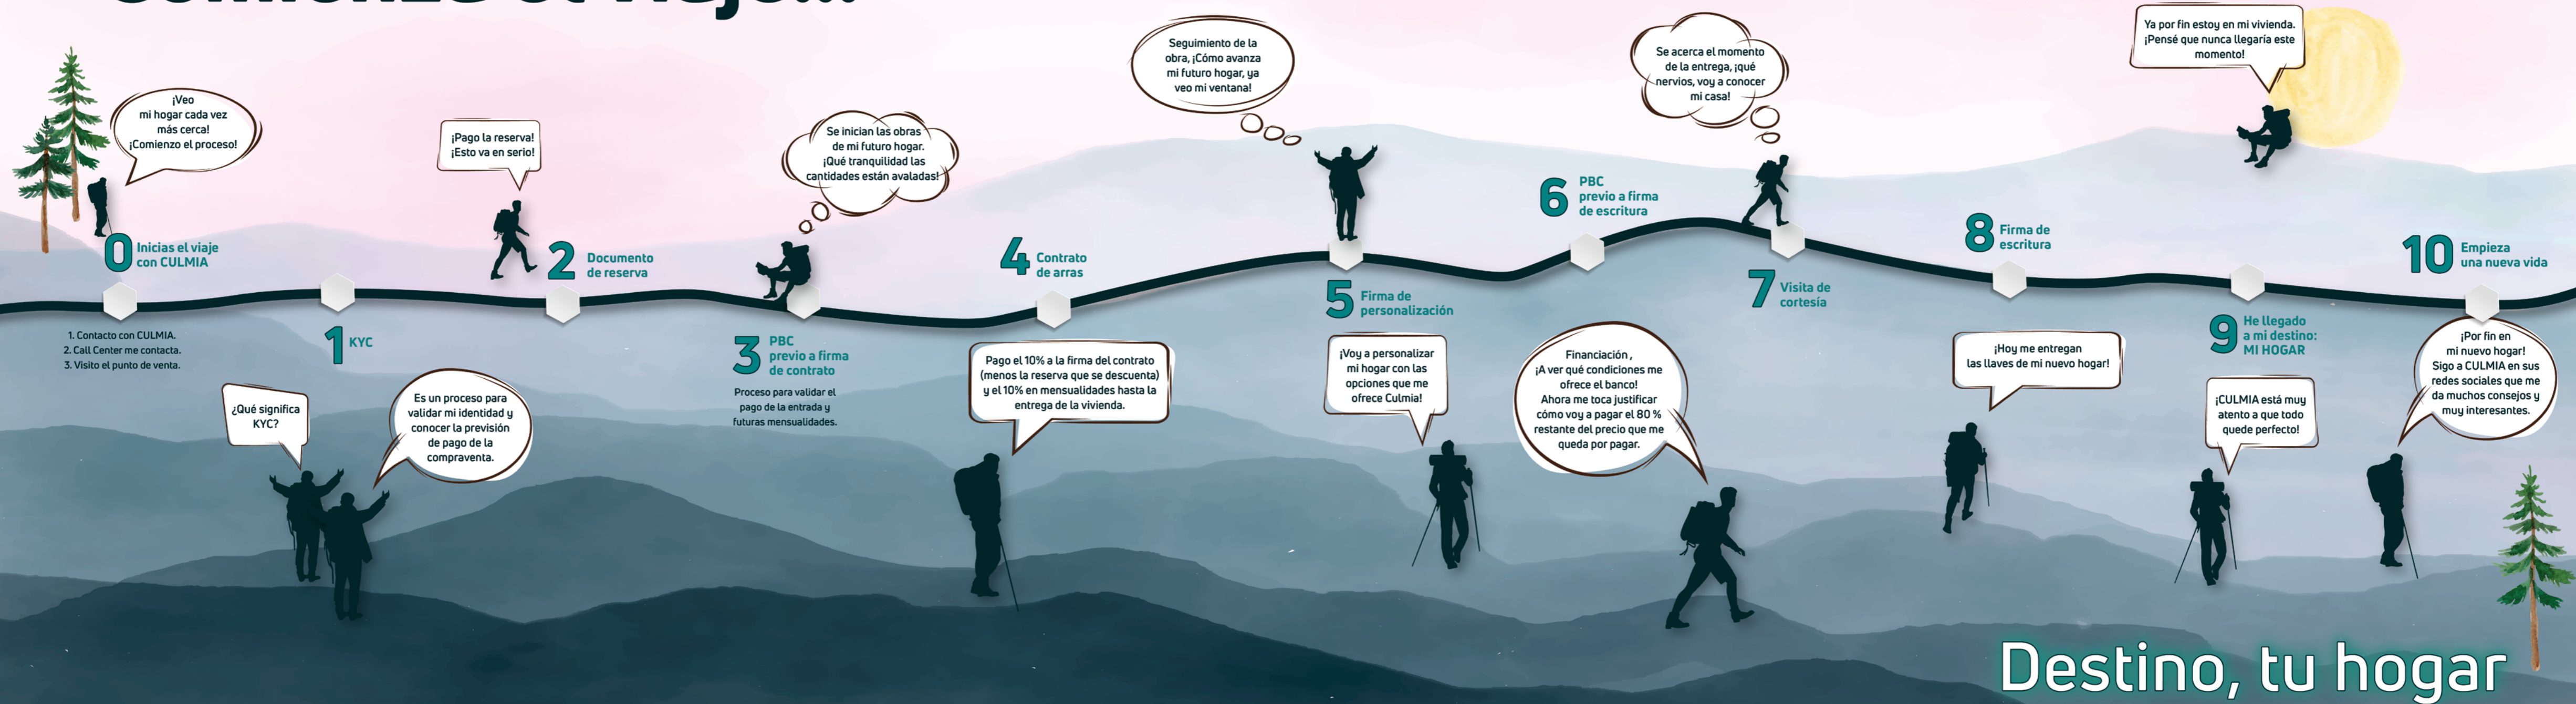 ¡Veo
mi hogar cada vez
más cerca!
¡Comienzo el proceso!
0 Inicias el viaje
con CULMIA
1. Contacto con CULMIA.
2. Call Center me contacta.
3. Visito el punto de venta.
1 KYC
¿Qué significa
KYC?
Es un proceso para
validar mi identidad y
conocer la previsión
de pago de la
compraventa.
¡Pago la reserva!
¡Esto va en serio!
2 Documento
de reserva
Se inician las obras
de mi futuro hogar.
¡Qué tranquilidad las
cantidades están avaladas!
3 PBC
previo a firma
de contrato
Proceso para validar el
pago de la entrada y
futuras mensualidades.
4 Contrato
de arras
Pago el 10% a la firma del contrato
(menos la reserva que se descuenta)
y el 10% en mensualidades hasta la
entrega de la vivienda.
Seguimiento de la
obra, ¡Cómo avanza
mi futuro hogar, ya
veo mi ventana!
5 Firma de
personalización
¡Voy a personalizar
mi hogar con las
opciones que me
ofrece Culmia!
6 PBC
previo a firma
de escritura
Financiación ,
¡A ver qué condiciones me
ofrece el banco!
Ahora me toca justificar
cómo voy a pagar el 80 %
restante del precio que me
queda por pagar.
Se acerca el momento
de la entrega, ¡qué
nervios, voy a conocer
mi casa!
7 Visita de
cortesía
8 Firma de
escritura
¡Hoy me entregan
las llaves de mi nuevo hogar!
Ya por fin estoy en mi vivienda.
¡Pensé que nunca llegaría este
momento!
9 He llegado
a mi destino:
MI HOGAR
¡CULMIA está muy
atento a que todo
quede perfecto!
10 Empieza
una nueva vida
¡Por fin en
mi nuevo hogar!
Sigo a CULMIA en sus
redes sociales que me
da muchos consejos y
muy interesantes.
Destino, tu hogar